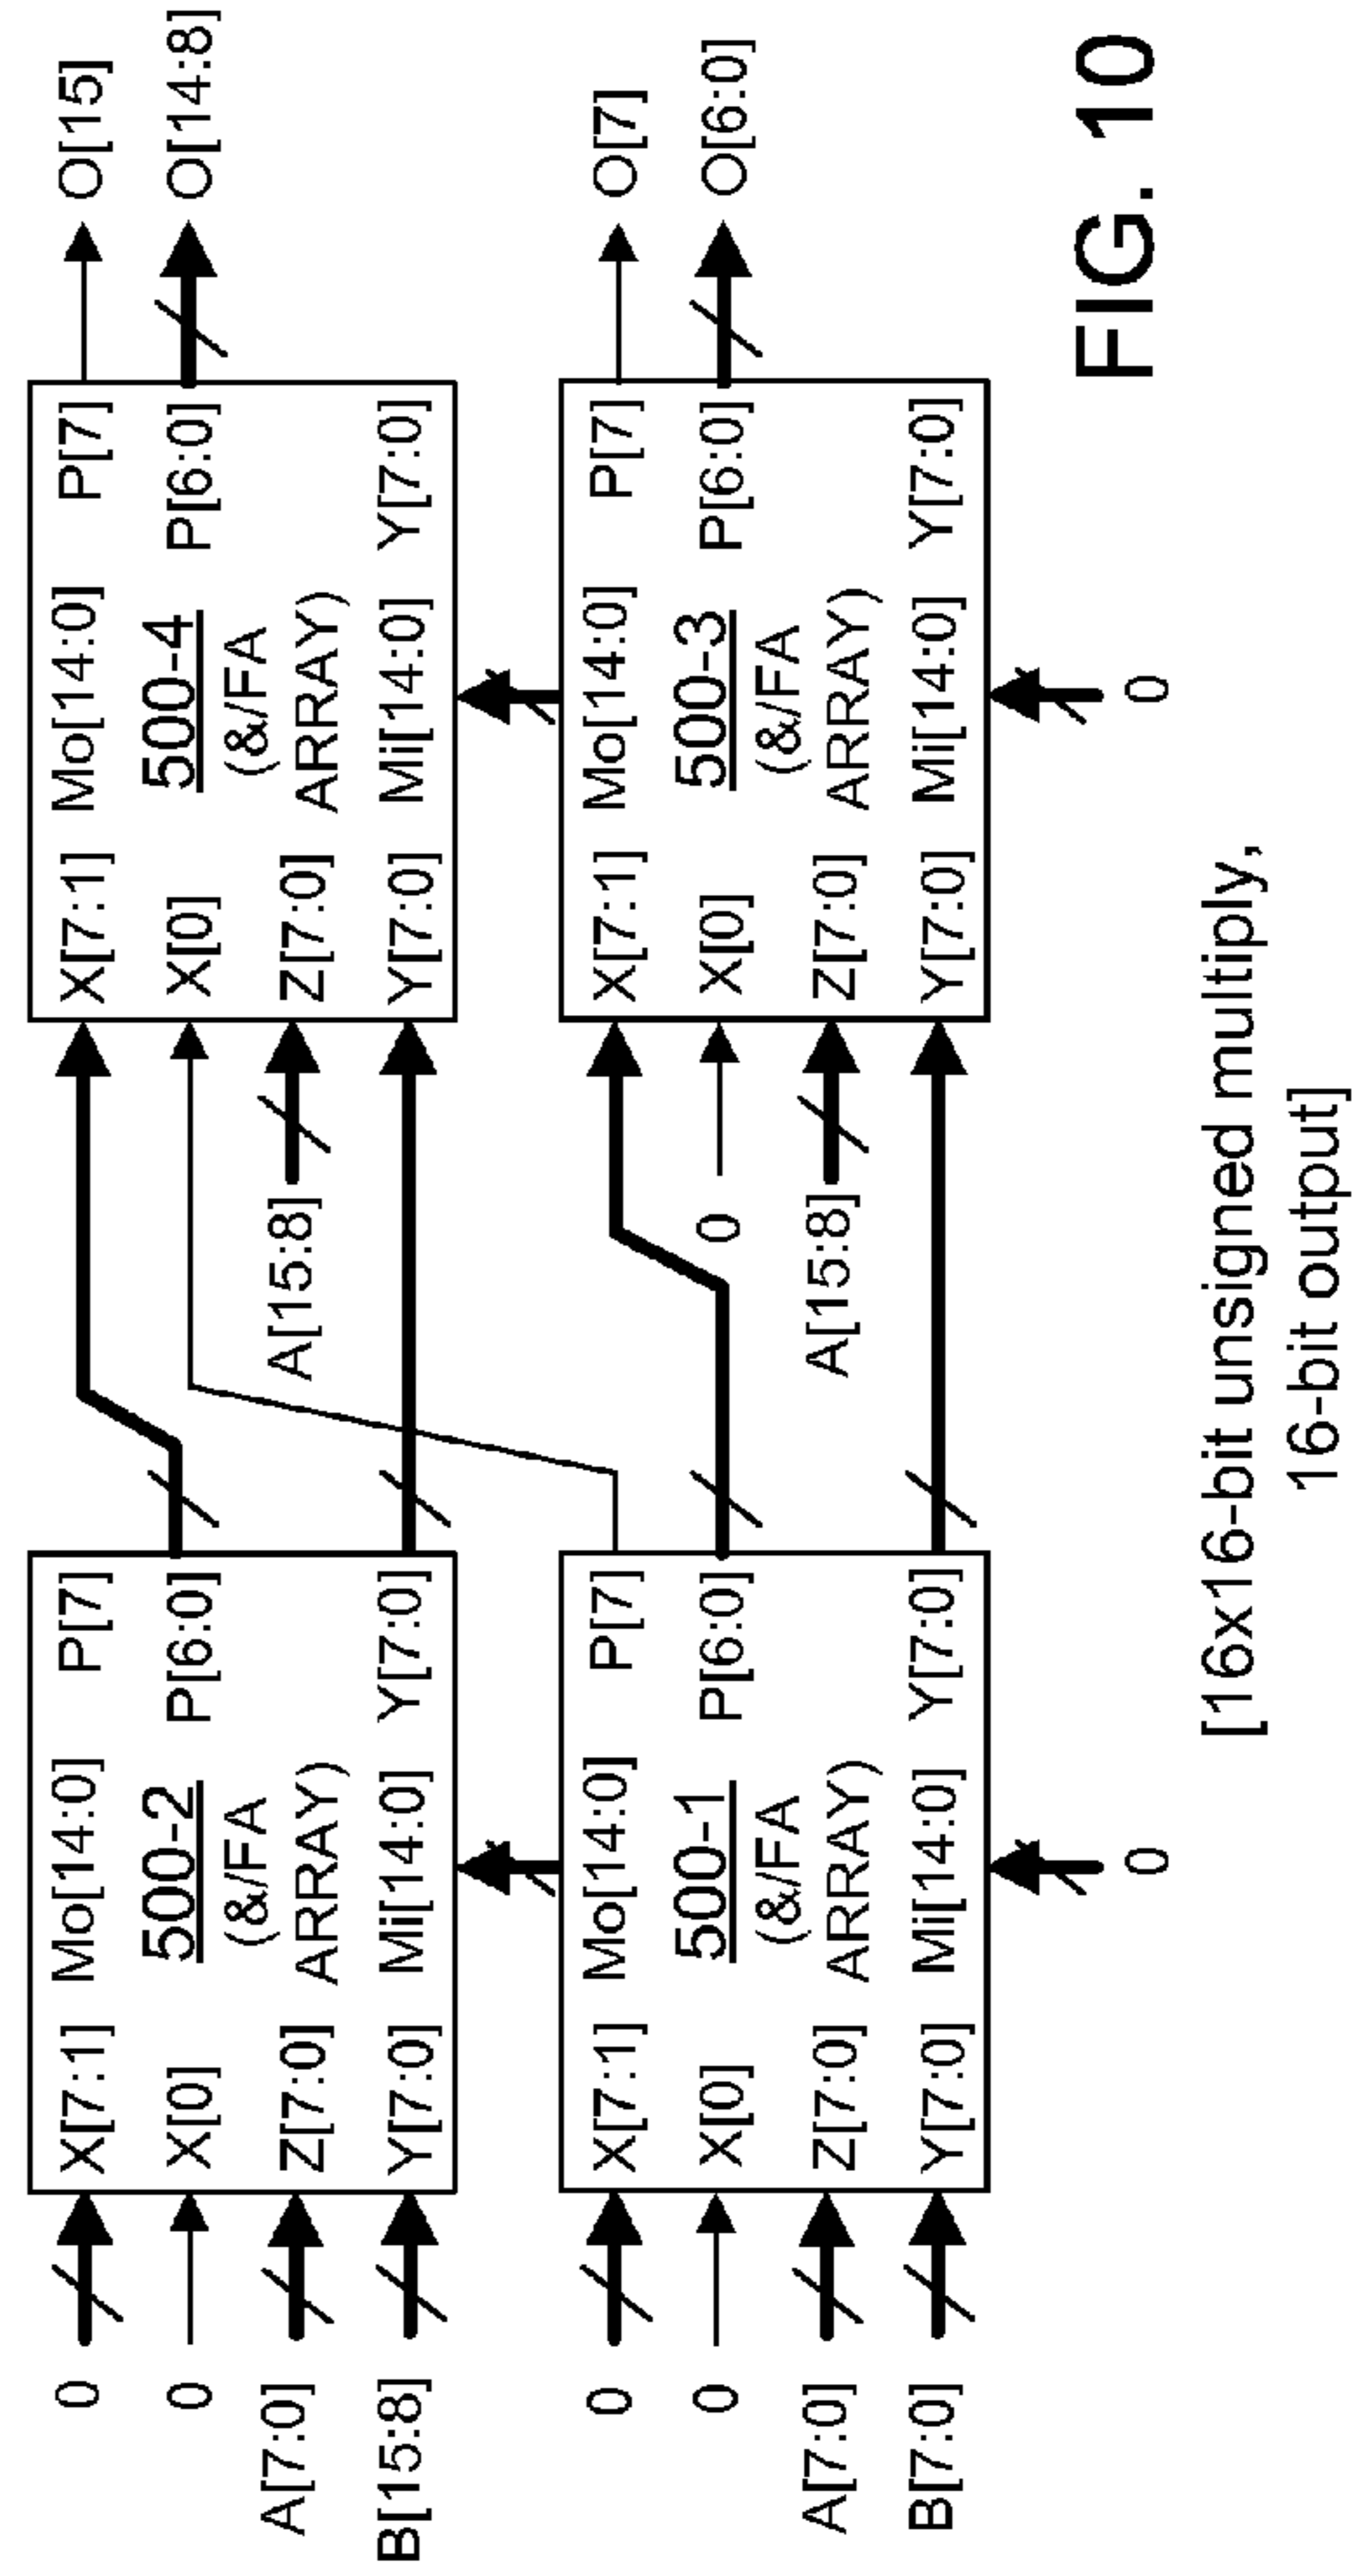 0
0
A[7:0]
B[15:8]
X[7:1] Mo[14:0] P[7]
X[0] 500-2 P[6:0]
(&/FA
Z[7:0] ARRAY)
Y[7:0] Mi[14:0] Y[7:0]
A[15:8]
X[7:1] Mo[14:0] P[7]
X[0] 500-4 P[6:0]
(&/FA
Z[7:0] ARRAY)
Y[7:0] Mi[14:0] Y[7:0]
O[15]
O[14:8]
0
0
A[7:0]
B[7:0]
X[7:1] Mo[14:0] P[7]
X[0] 500-1 P[6:0]
(&/FA
Z[7:0] ARRAY)
Y[7:0] Mi[14:0] Y[7:0]
0
0
A[15:8]
X[7:1] Mo[14:0] P[7]
X[0] 500-3 P[6:0]
(&/FA
Z[7:0] ARRAY)
Y[7:0] Mi[14:0] Y[7:0]
0
O[7]
O[6:0]
[16x16-bit unsigned multiply,
16-bit output]
FIG. 10